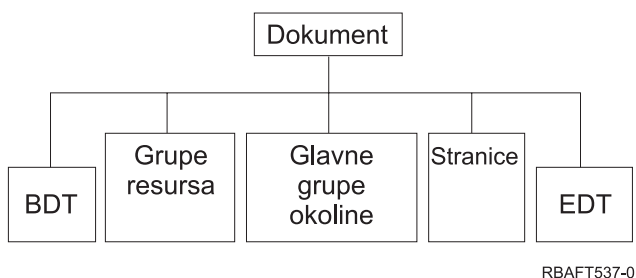 Dokument
BDT
Grupe
resursa
Glavne
grupe
okoline
Stranice
EDT
RBAFT537-0